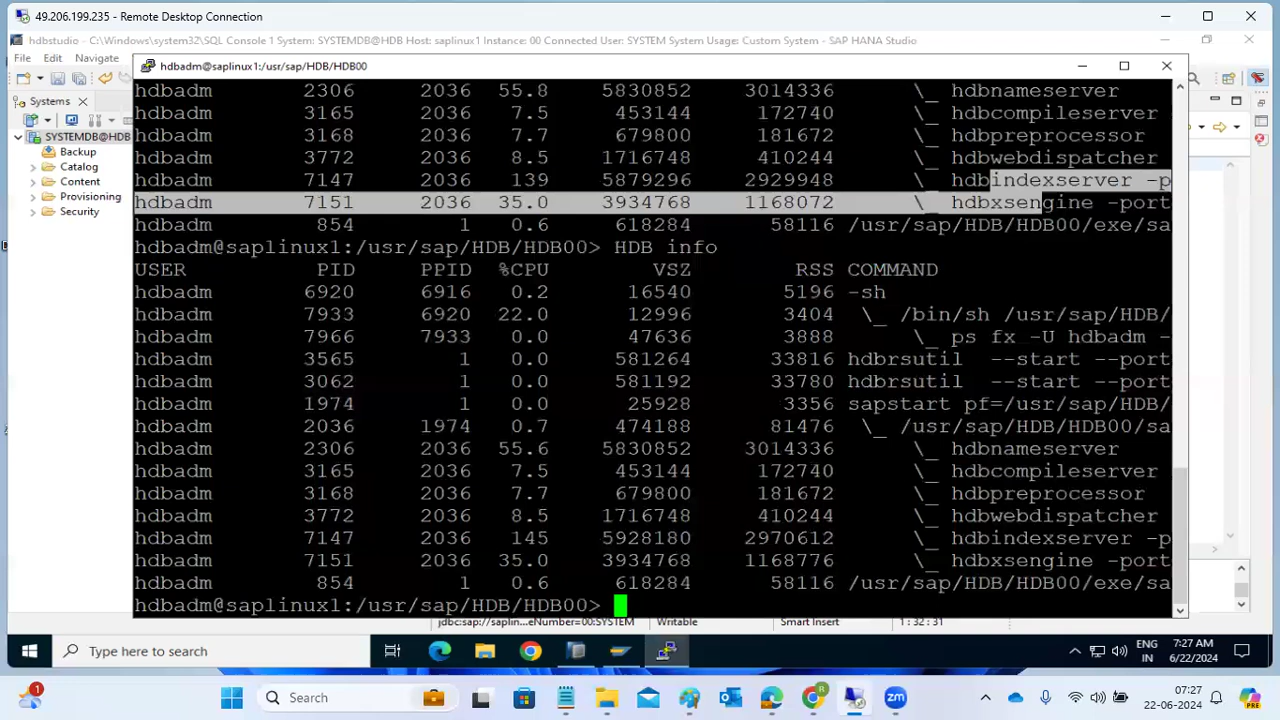 49.206.199.235 - Remote Desktop Connection
hdbstudio - C:\Windows\system32\SQL Console 1 System: SYSTEMDB@HDB Host: saplinux1 Instance: 00 Connected User: SYSTEM System Usage: Custom System - SAP HANA Studio
File Edit Navigate
hdbadm@saplinux1:/usr/sap/HDB/HDB00
Systems
SYSTEMDB@HDB
Backup
Catalog
Content
Provisioning
Security
hdbadm 2306 2036 55.8 5830852 3014336 \_ hdbnameserver
hdbadm 3165 2036 7.5 453144 172740 \_ hdbcompileserver
hdbadm 3168 2036 7.7 679800 181672 \_ hdbpreprocessor
hdbadm 3772 2036 8.5 1716748 410244 \_ hdbwebdispatcher
hdbadm 7147 2036 139 5879296 2929948 \_ hdbindexserver -p
hdbadm 7151 2036 35.0 3934768 1168072 \_ hdbxsengine -port
hdbadm 854 1 0.6 618284 58116 /usr/sap/HDB/HDB00/exe/sa
hdbadm@saplinux1:/usr/sap/HDB/HDB00> HDB info
USER PID PPID %CPU VSZ RSS COMMAND
hdbadm 6920 6916 0.2 16540 5196 -sh
hdbadm 7933 6920 22.0 12996 3404 \_ /bin/sh /usr/sap/HDB/
hdbadm 7966 7933 0.0 47636 3888 \_ ps fx -U hdbadm -
hdbadm 3565 1 0.0 581264 33816 hdbrsutil --start --port
hdbadm 3062 1 0.0 581192 33780 hdbrsutil --start --port
hdbadm 1974 1 0.0 25928 3356 sapstart pf=/usr/sap/HDB/
hdbadm 2036 1974 0.7 474188 81476 \_ /usr/sap/HDB/HDB00/sa
hdbadm 2306 2036 55.6 5830852 3014336 \_ hdbnameserver
hdbadm 3165 2036 7.5 453144 172740 \_ hdbcompileserver
hdbadm 3168 2036 7.7 679800 181672 \_ hdbpreprocessor
hdbadm 3772 2036 8.5 1716748 410244 \_ hdbwebdispatcher
hdbadm 7147 2036 145 5928180 2970612 \_ hdbindexserver -p
hdbadm 7151 2036 35.0 3934768 1168776 \_ hdbxsengine -port
hdbadm 854 1 0.6 618284 58116 /usr/sap/HDB/HDB00/exe/sa
hdbadm@saplinux1:/usr/sap/HDB/HDB00>
jdbc:sap://saplin...eNumber=00:SYSTEM Writable Smart Insert 1 : 32 : 31
Type here to search
ENG
IN
7:27 AM
6/22/2024
1
Search
07:27
22-06-2024
PRE